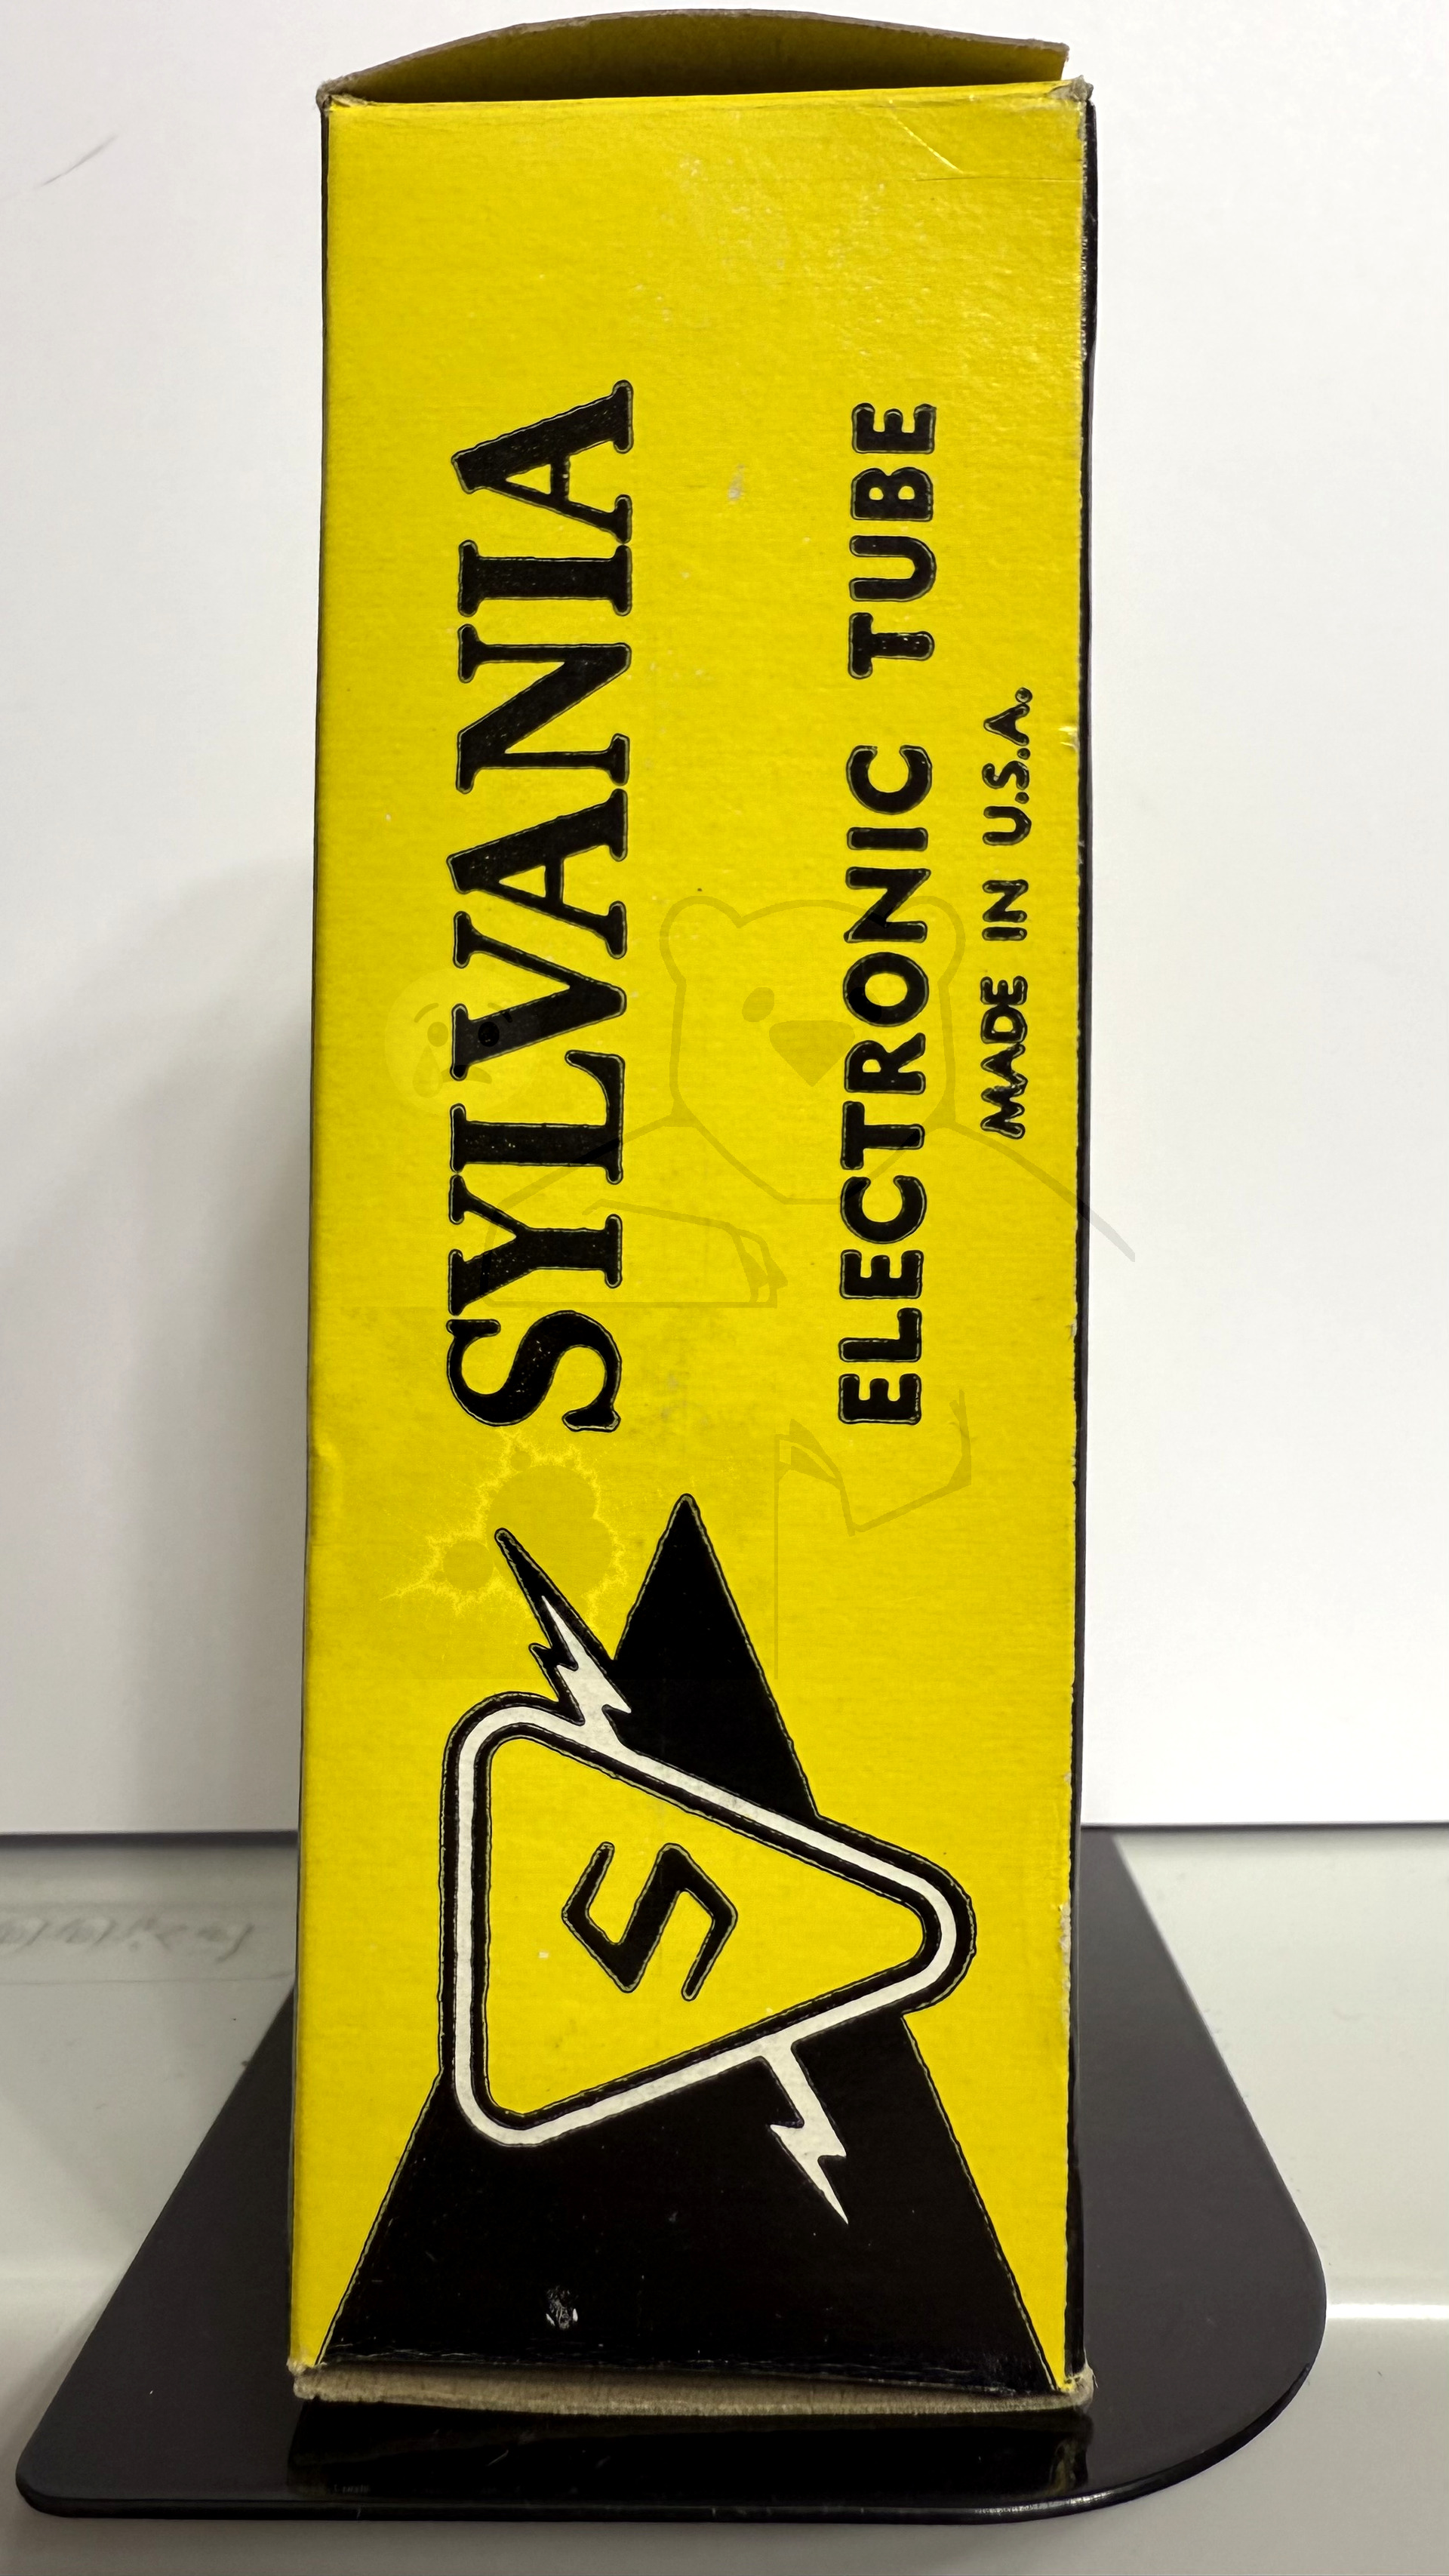 SYLVANIA
ELECTRONIC TUBE
MADE IN U.S.A.
S